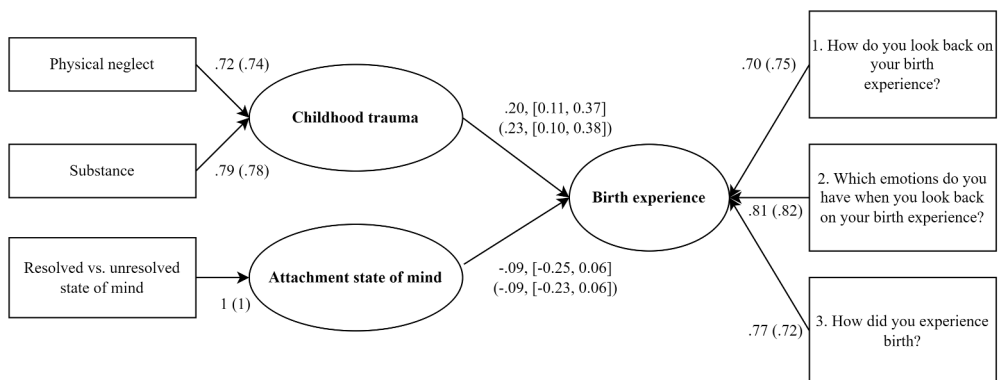 Physical neglect
.72 (.74)
Substance
.79 (.78)
Childhood trauma
.20, [0.11, 0.37]
(.23, [0.10, 0.38])
Resolved vs. unresolved
state of mind
1 (1)
Attachment state of mind
-.09, [-0.25, 0.06]
(-.09, [-0.23, 0.06])
Birth experience
.70 (.75)
1. How do you look back on
your birth
experience?
.81 (.82)
2. Which emotions do you
have when you look back
on your birth experience?
.77 (.72)
3. How did you experience
birth?